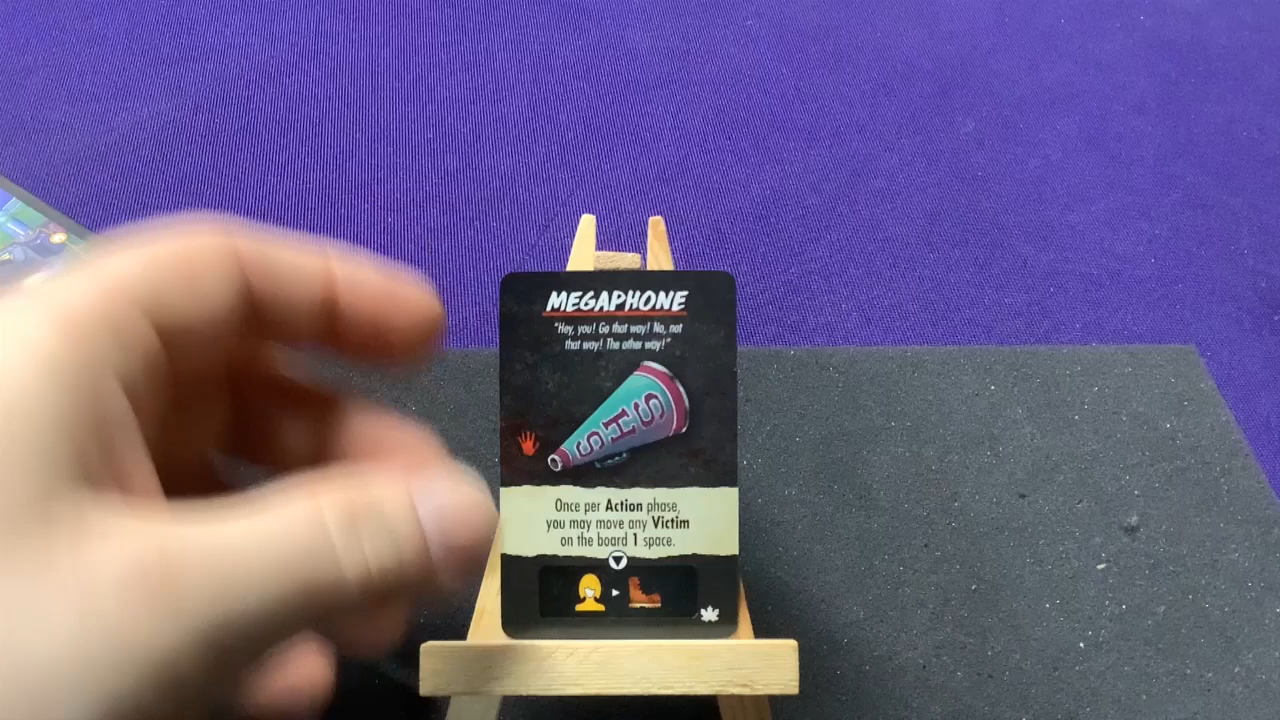 MEGAPHONE
"Hey, you! Go that way! No, not
that way! The other way!"
SHS
Once per Action phase,
you may move any Victim
on the board 1 space.